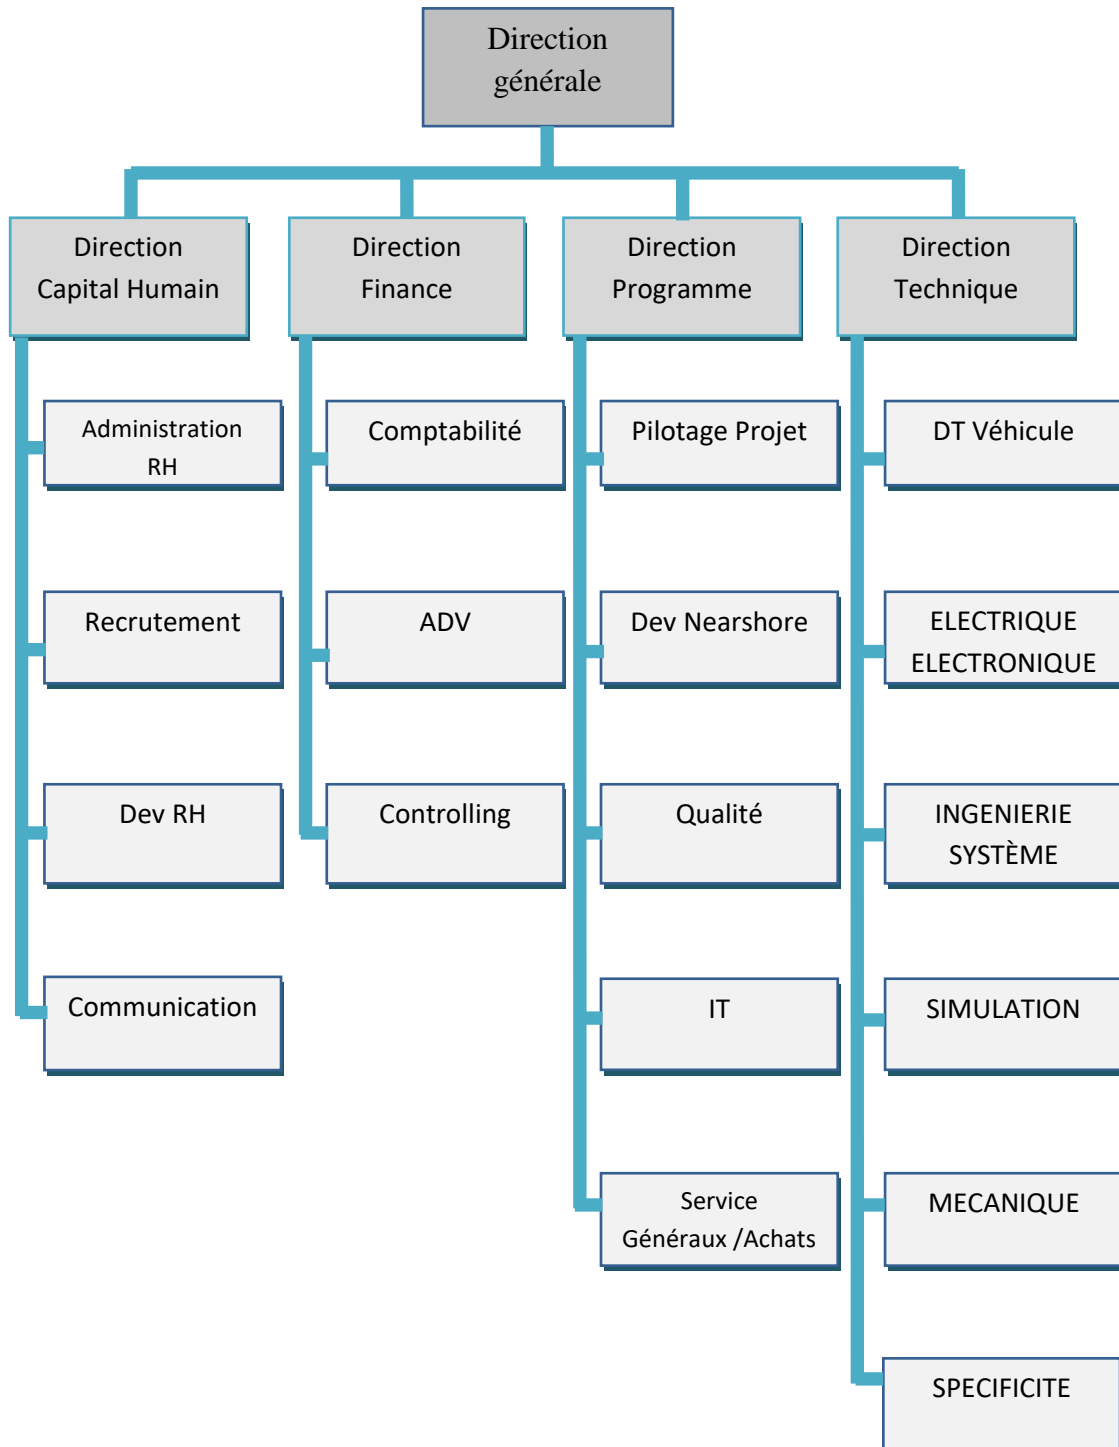 Direction
générale
Direction
Capital Humain
Direction
Finance
Direction
Programme
Direction
Technique
Administration
RH
Comptabilité
Pilotage Projet
DT Véhicule
Recrutement
ADV
Dev Nearshore
ELECTRIQUE
ELECTRONIQUE
Dev RH
Controlling
Qualité
INGENIERIE
SYSTÈME
Communication
IT
SIMULATION
Service
Généraux /Achats
MECANIQUE
SPECIFICITE